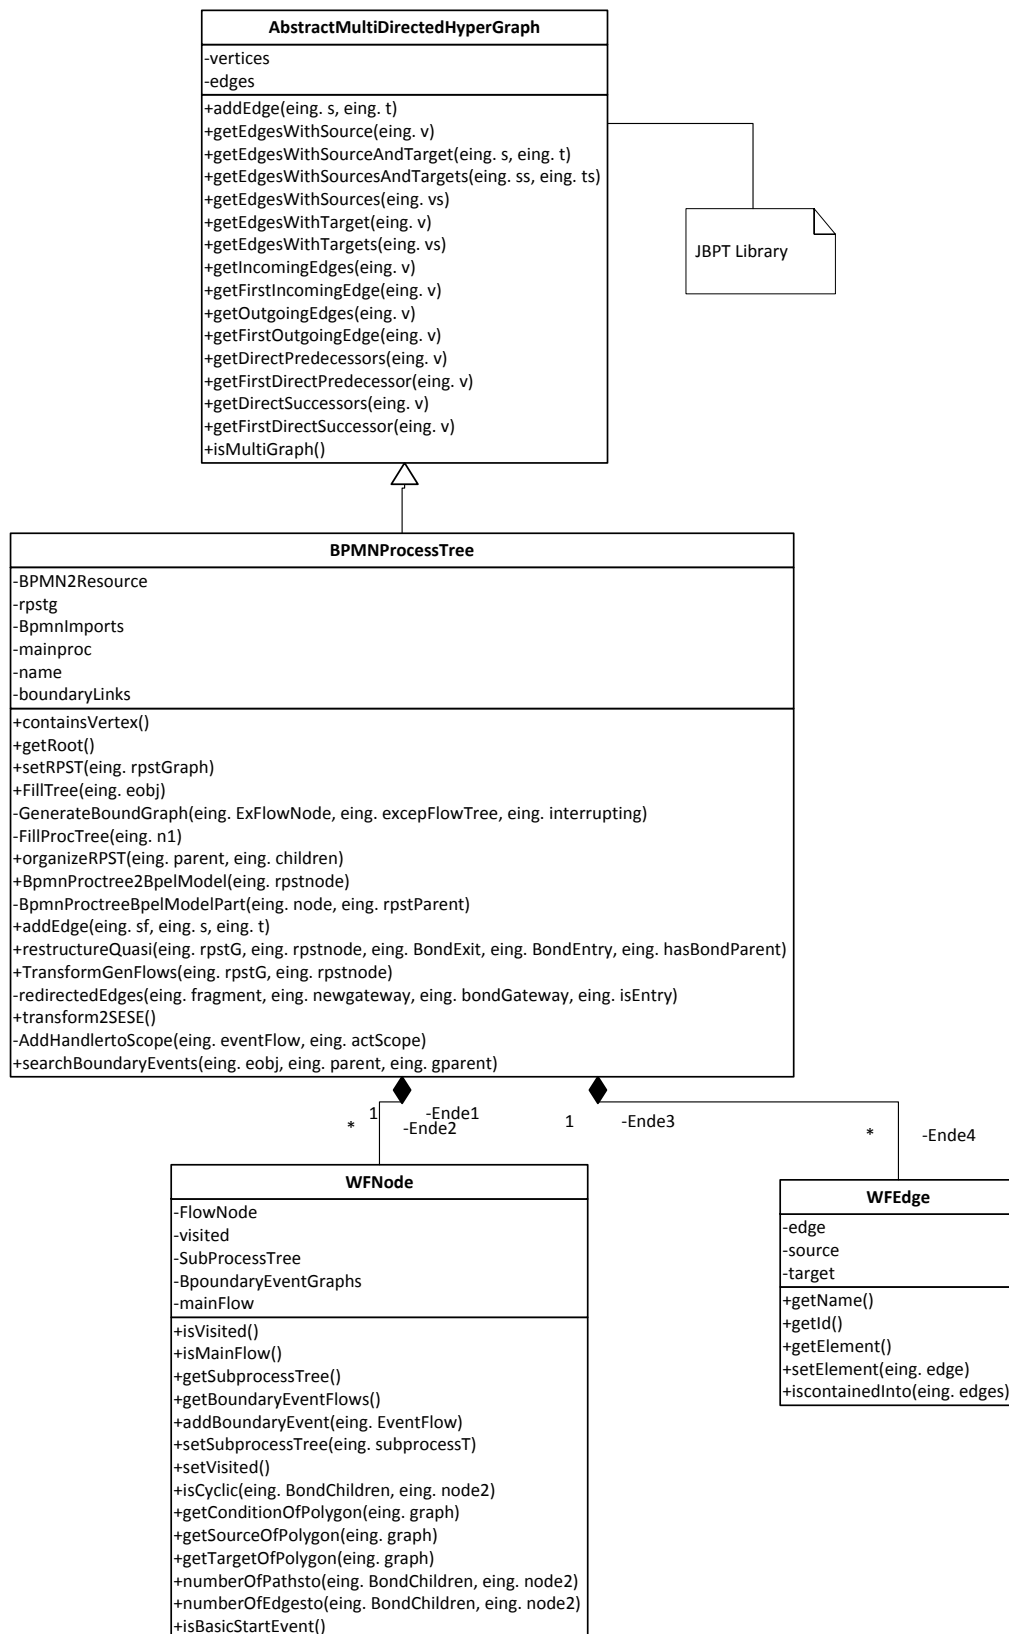 AbstractMultiDirectedHyperGraph
-vertices
-edges
+addEdge(eing. s, eing. t)
+getEdgesWithSource(eing. v)
+getEdgesWithSourceAndTarget(eing. s, eing. t)
+getEdgesWithSourcesAndTargets(eing. ss, eing. ts)
+getEdgesWithSources(eing. vs)
+getEdgesWithTarget(eing. v)
+getEdgesWithTargets(eing. vs)
+getIncomingEdges(eing. v)
+getFirstIncomingEdge(eing. v)
+getOutgoingEdges(eing. v)
+getFirstOutgoingEdge(eing. v)
+getDirectPredecessors(eing. v)
+getFirstDirectPredecessor(eing. v)
+getDirectSuccessors(eing. v)
+getFirstDirectSuccessor(eing. v)
+isMultiGraph()
JBPT Library
BPMNProcessTree
-BPMN2Resource
-rpstg
-BpmnImports
-mainproc
-name
-boundaryLinks
+containsVertex()
+getRoot()
+setRPST(eing. rpstGraph)
+FillTree(eing. eobj)
-GenerateBoundGraph(eing. ExFlowNode, eing. excepFlowTree, eing. interrupting)
-FillProcTree(eing. n1)
+organizeRPST(eing. parent, eing. children)
+BpmnProctree2BpelModel(eing. rpstnode)
-BpmnProctreeBpelModelPart(eing. node, eing. rpstParent)
+addEdge(eing. sf, eing. s, eing. t)
+restructureQuasi(eing. rpstG, eing. rpstnode, eing. BondExit, eing. BondEntry, eing. hasBondParent)
+TransformGenFlows(eing. rpstG, eing. rpstnode)
-redirectedEdges(eing. fragment, eing. newgateway, eing. bondGateway, eing. isEntry)
+transform2SESE()
-AddHandlertoScope(eing. eventFlow, eing. actScope)
+searchBoundaryEvents(eing. eobj, eing. parent, eing. gparent)
1
-Ende1
*
-Ende2
1
-Ende3
*
-Ende4
WFNode
-FlowNode
-visited
-SubProcessTree
-BpoundaryEventGraphs
-mainFlow
+isVisited()
+isMainFlow()
+getSubprocessTree()
+getBoundaryEventFlows()
+addBoundaryEvent(eing. EventFlow)
+setSubprocessTree(eing. subprocessT)
+setVisited()
+isCyclic(eing. BondChildren, eing. node2)
+getConditionOfPolygon(eing. graph)
+getSourceOfPolygon(eing. graph)
+getTargetOfPolygon(eing. graph)
+numberOfPathsto(eing. BondChildren, eing. node2)
+numberOfEdgesto(eing. BondChildren, eing. node2)
+isBasicStartEvent()
WFEdge
-edge
-source
-target
+getName()
+getId()
+getElement()
+setElement(eing. edge)
+iscontainedInto(eing. edges)